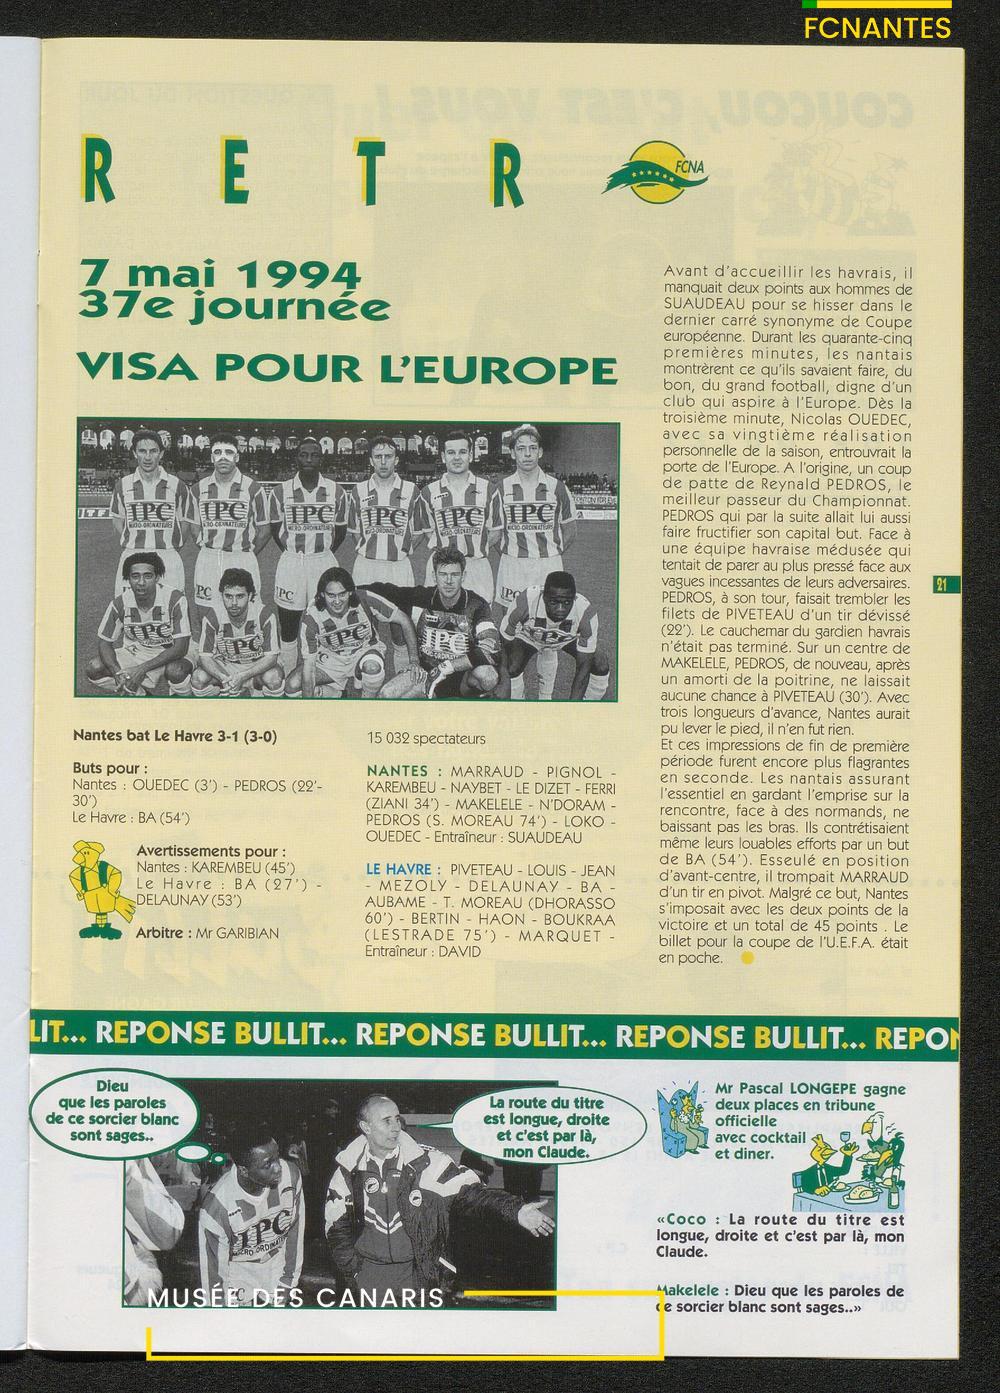 FCNANTES
RETRO
FCNA
7 mai 1994
37e journée
VISA POUR L'EUROPE
IPC IPC IPC IPC IPC IPC
MICRO-ORDINATEURS
IPC IPC IPC IPC
Nantes bat Le Havre 3-1 (3-0)
Buts pour :
Nantes : OUEDEC (3') - PEDROS (22'-
30')
Le Havre : BA (54')
Avertissements pour :
Nantes : KAREMBEU (45')
Le Havre : BA (27') -
DELAUNAY (53')
Arbitre : Mr GARIBIAN
15 032 spectateurs
NANTES : MARRAUD - PIGNOL -
KAREMBEU - NAYBET - LE DIZET - FERRI
(ZIANI 34') - MAKELELE - N'DORAM -
PEDROS (S. MOREAU 74') - LOKO -
OUEDEC - Entraîneur : SUAUDEAU
LE HAVRE : PIVETEAU - LOUIS - JEAN
- MEZOLY - DELAUNAY - BA -
AUBAME - T. MOREAU (DHORASSO
60') - BERTIN - HAON - BOUKRAA
(LESTRADE 75') - MARQUET -
Entraîneur : DAVID
Avant d'accueillir les havrais, il
manquait deux points aux hommes de
SUAUDEAU pour se hisser dans le
dernier carré synonyme de Coupe
européenne. Durant les quarante-cinq
premières minutes, les nantais
montrèrent ce qu'ils savaient faire, du
bon, du grand football, digne d'un
club qui aspire à l'Europe. Dès la
troisième minute, Nicolas OUEDEC,
avec sa vingtième réalisation
personnelle de la saison, entrouvrait la
porte de l'Europe. A l'origine, un coup
de patte de Reynald PEDROS, le
meilleur passeur du Championnat.
PEDROS qui par la suite allait lui aussi
faire fructifier son capital but. Face à
une équipe havraise médusée qui
tentait de parer au plus pressé face aux
vagues incessantes de leurs adversaires.
PEDROS, à son tour, faisait trembler les
filets de PIVETEAU d'un tir dévissé
(22'). Le cauchemar du gardien havrais
n'était pas terminé. Sur un centre de
MAKELELE, PEDROS, de nouveau, après
un amorti de la poitrine, ne laissait
aucune chance à PIVETEAU (30'). Avec
trois longueurs d'avance, Nantes aurait
pu lever le pied, il n'en fut rien.
Et ces impressions de fin de première
période furent encore plus flagrantes
en seconde. Les nantais assurant
l'essentiel en gardant l'emprise sur la
rencontre, face à des normands, ne
baissant pas les bras. Ils contrétisaient
même leurs louables efforts par un but
de BA (54'). Esseulé en position
d'avant-centre, il trompait MARRAUD
d'un tir en pivot. Malgré ce but, Nantes
s'imposait avec les deux points de la
victoire et un total de 45 points . Le
billet pour la coupe de l'U.E.F.A. était
en poche.
21
LIT... REPONSE BULLIT... REPONSE BULLIT... REPONSE BULLIT... REPON
Dieu
que les paroles
de ce sorcier blanc
sont sages..
La route du titre
est longue, droite
et c'est par là,
mon Claude.
IPC
MICRO-ORDINATEURS
Mr Pascal LONGEPE gagne
deux places en tribune
officielle
avec cocktail
et diner.
«Coco : La route du titre est
longue, droite et c'est par là, mon
Claude.
Makelele : Dieu que les paroles de
ce sorcier blanc sont sages..»
MUSÉE DES CANARIS